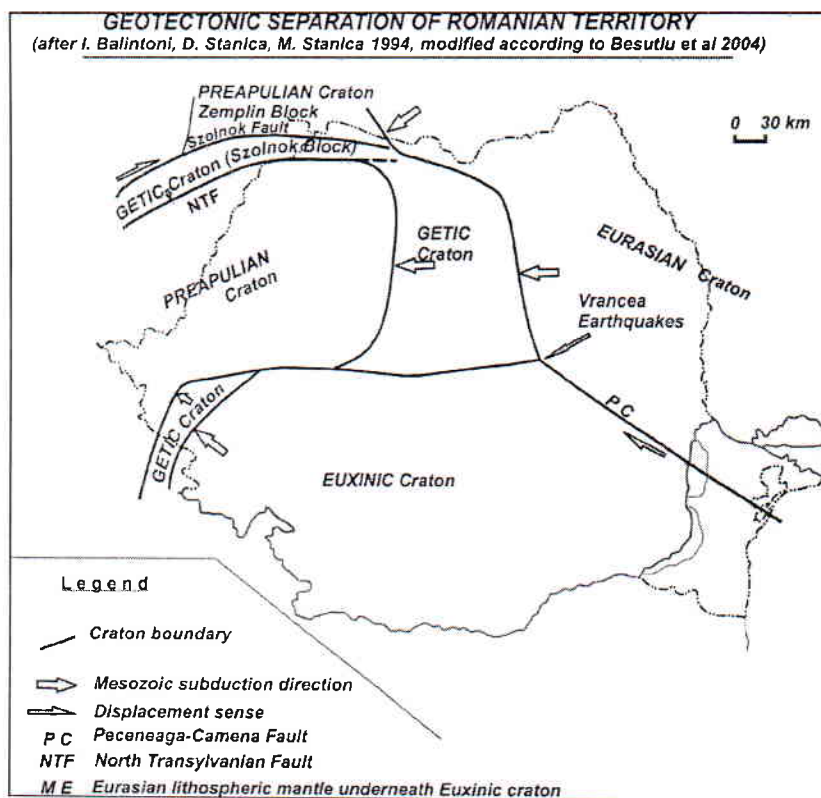 GEOTECTONIC SEPARATION OF ROMANIAN TERRITORY
(after I. Balintoni, D. Stanica, M. Stanica 1994, modified according to Besutiu et al 2004)
PREAPULIAN Craton
Zemplin Block
Szolnok Fault
GETIC Craton (Szolnok Block)
NTF
0 30 km
GETIC
Craton
EURASIAN Craton
PREAPULIAN
Craton
Vrancea
Earthquakes
P C
GETIC Craton
EUXINIC Craton
Legend
Craton boundary
Mesozoic subduction direction
Displacement sense
P C Peceneaga-Camena Fault
NTF North Transylvanian Fault
M E Eurasian lithospheric mantle underneath Euxinic craton